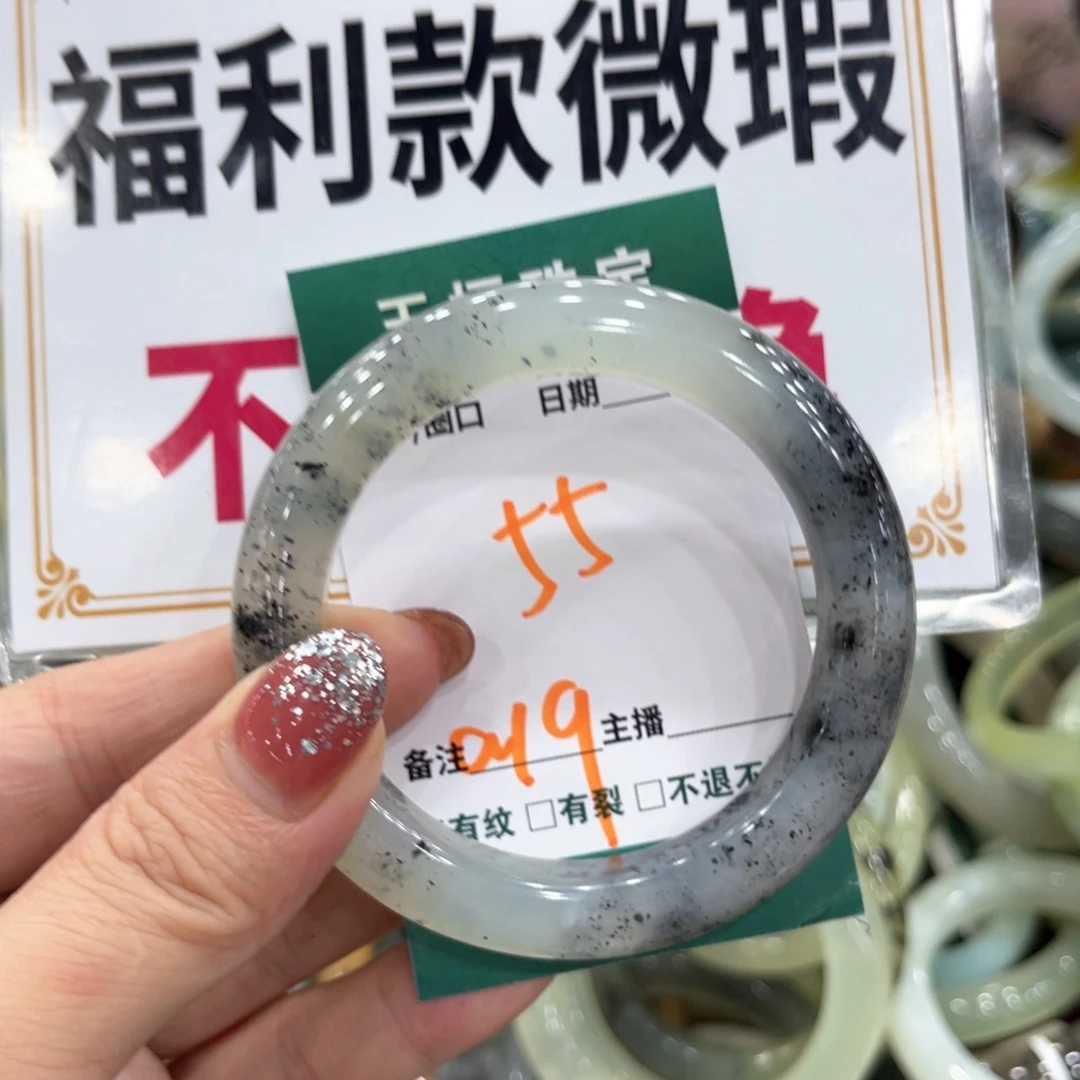 福利款微瑕
不
圈口 日期
55
019
备注 主播
有纹 □有裂 □不退不